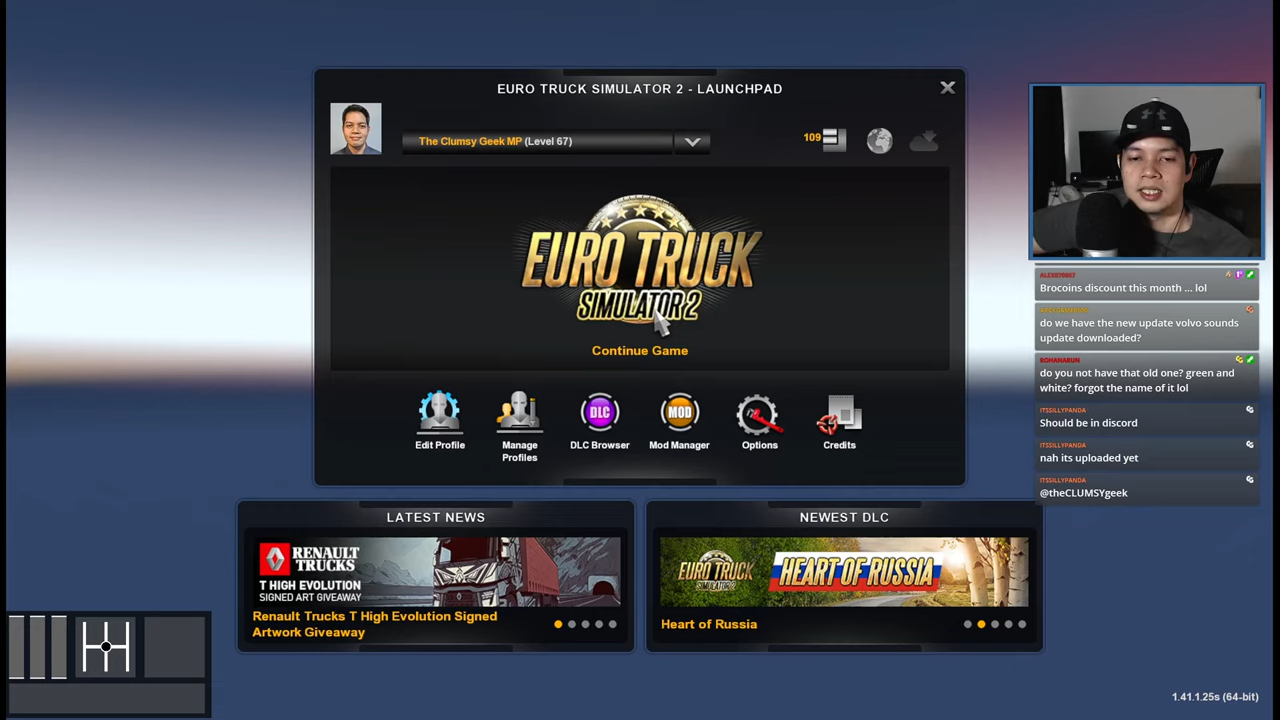 EURO TRUCK SIMULATOR 2 - LAUNCHPAD
The Clumsy Geek MP (Level 67)
109
EURO TRUCK
SIMULATOR 2
Continue Game
DLC
MOD
Edit Profile
Manage
Profiles
DLC Browser
Mod Manager
Options
Credits
LATEST NEWS
RENAULT
TRUCKS
T HIGH EVOLUTION
SIGNED ART GIVEAWAY
Renault Trucks T High Evolution Signed
Artwork Giveaway
NEWEST DLC
EURO TRUCK
SIMULATOR 2
HEART OF RUSSIA
Heart of Russia
Brocoins discount this month ... lol
do we have the new update volvo sounds
update downloaded?
ROHANARUN
do you not have that old one? green and
white? forgot the name of it lol
ITSSILLYPANDA
Should be in discord
ITSSILLYPANDA
nah its uploaded yet
ITSSILLYPANDA
@theCLUMSYgeek
1.41.1.25s (64-bit)